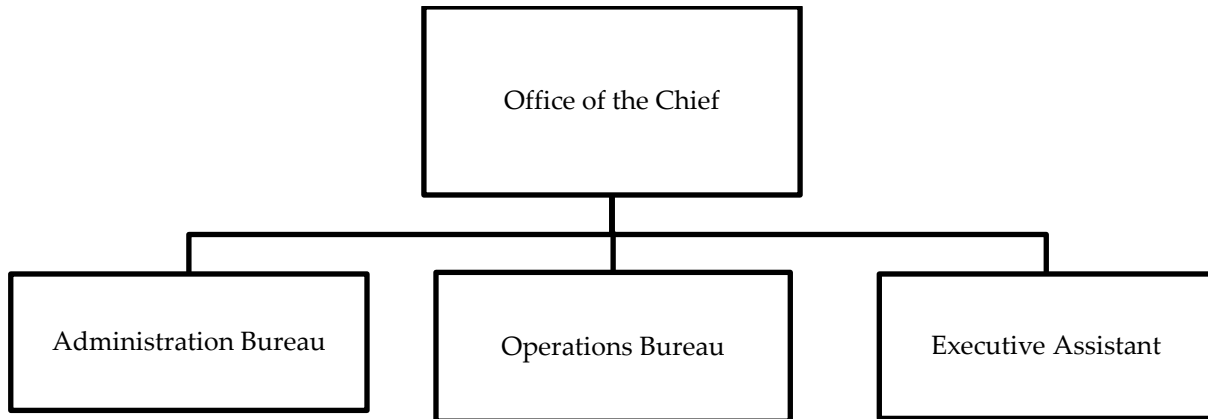 Office of the Chief
Administration Bureau
Operations Bureau
Executive Assistant